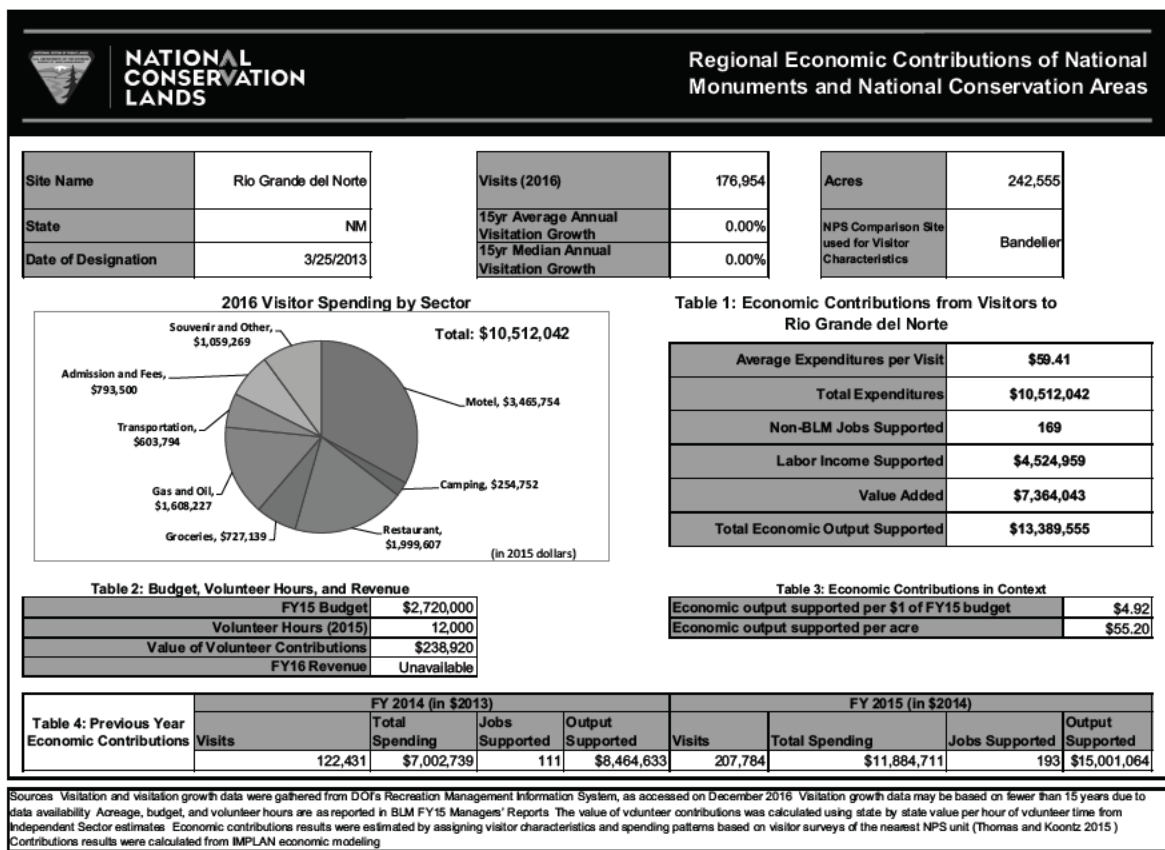 NATIONAL
CONSERVATION
LANDS
Regional Economic Contributions of National
Monuments and National Conservation Areas
Site Name Rio Grande del Norte
State NM
Date of Designation 3/25/2013
Visits (2016) 176,954
15yr Average Annual
Visitation Growth 0.00%
15yr Median Annual
Visitation Growth 0.00%
Acres 242,555
NPS Comparison Site
used for Visitor
Characteristics Bandelier
2016 Visitor Spending by Sector
Total: $10,512,042
Souvenir and Other,
$1,059,269
Admission and Fees,
$793,500
Transportation,
$603,794
Gas and Oil,
$1,608,227
Groceries, $727,139
Motel, $3,465,754
Camping, $254,752
Restaurant,
$1,999,607
(in 2015 dollars)
Table 1: Economic Contributions from Visitors to
Rio Grande del Norte
Average Expenditures per Visit $59.41
Total Expenditures $10,512,042
Non-BLM Jobs Supported 169
Labor Income Supported $4,524,959
Value Added $7,364,043
Total Economic Output Supported $13,389,555
Table 2: Budget, Volunteer Hours, and Revenue
FY15 Budget $2,720,000
Volunteer Hours (2015) 12,000
Value of Volunteer Contributions $238,920
FY16 Revenue Unavailable
Table 3: Economic Contributions in Context
Economic output supported per $1 of FY15 budget $4.92
Economic output supported per acre $55.20
Table 4: Previous Year
Economic Contributions
FY 2014 (in $2013) FY 2015 (in $2014)
Visits Total Spending Jobs Supported Output Supported Visits Total Spending Jobs Supported Output Supported
122,431 $7,002,739 111 $8,464,633 207,784 $11,884,711 193 $15,001,064
Sources Visitation and visitation growth data were gathered from DOI's Recreation Management Information System, as accessed on December 2016 Visitation growth data may be based on fewer than 15 years due to
data availability Acreage, budget, and volunteer hours are as reported in BLM FY15 Managers' Reports The value of volunteer contributions was calculated using state by state value per hour of volunteer time from
Independent Sector estimates Economic contributions results were estimated by assigning visitor characteristics and spending patterns based on visitor surveys of the nearest NPS unit (Thomas and Koontz 2015 )
Contributions results were calculated from IMPLAN economic modeling